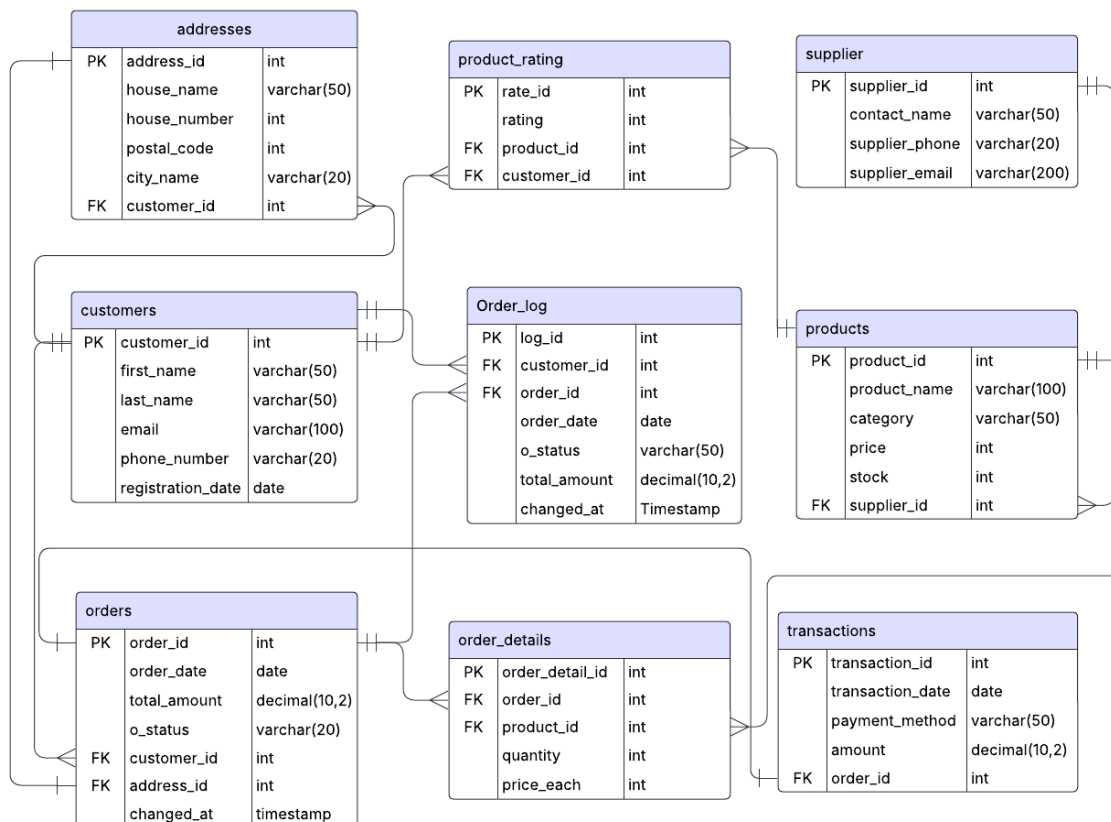 addresses
PK address_id int
house_name varchar(50)
house_number int
postal_code int
city_name varchar(20)
FK customer_id int
product_rating
PK rate_id int
rating int
FK product_id int
FK customer_id int
supplier
PK supplier_id int
contact_name varchar(50)
supplier_phone varchar(20)
supplier_email varchar(200)
customers
PK customer_id int
first_name varchar(50)
last_name varchar(50)
email varchar(100)
phone_number varchar(20)
registration_date date
Order_log
PK log_id int
FK customer_id int
FK order_id int
order_date date
o_status varchar(50)
total_amount decimal(10,2)
changed_at Timestamp
products
PK product_id int
product_name varchar(100)
category varchar(50)
price int
stock int
FK supplier_id int
orders
PK order_id int
order_date date
total_amount decimal(10,2)
o_status varchar(20)
FK customer_id int
FK address_id int
changed_at timestamp
order_details
PK order_detail_id int
FK order_id int
FK product_id int
quantity int
price_each int
transactions
PK transaction_id int
transaction_date date
payment_method varchar(50)
amount decimal(10,2)
FK order_id int